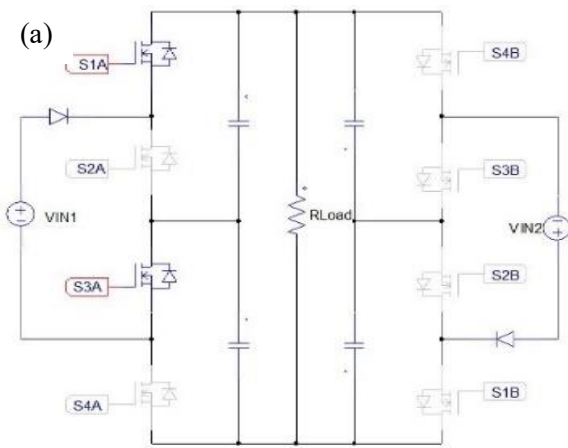 (a)
S1A
S4B
S2A
S3B
VIN1
RLoad
VIN2
S3A
S2B
S4A
S1B